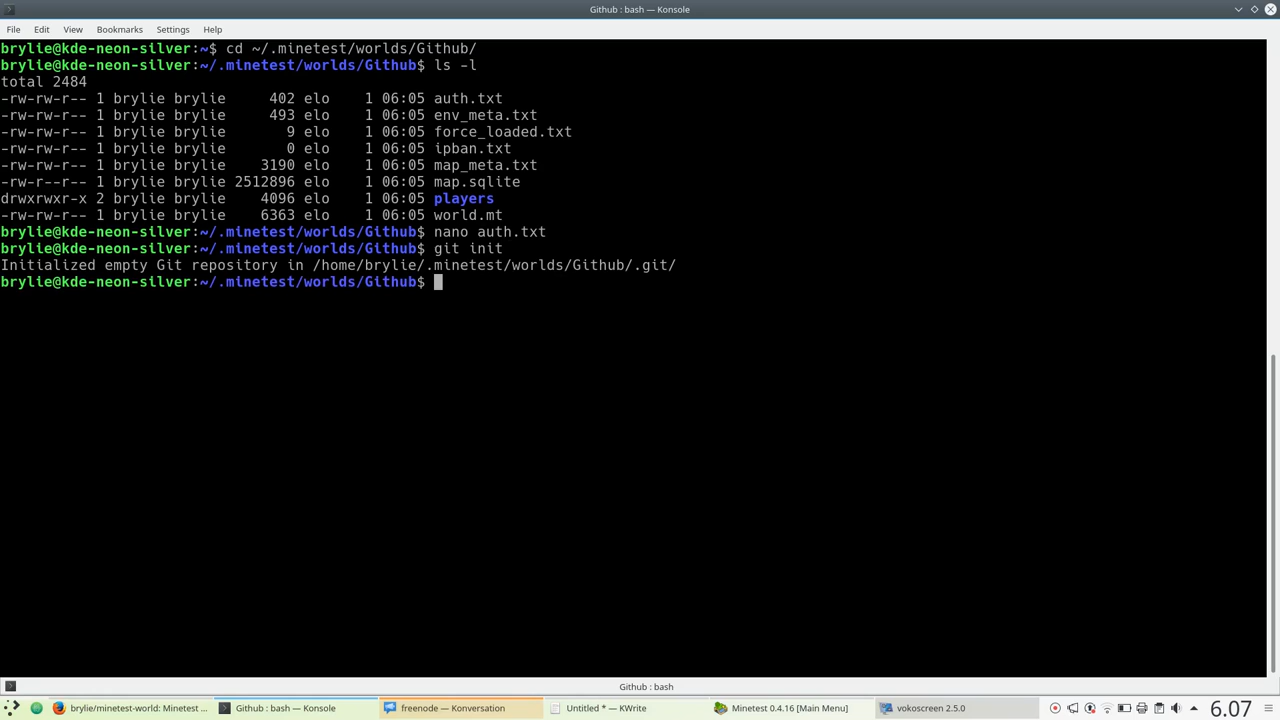 Github : bash — Konsole
File Edit View Bookmarks Settings Help
brylie@kde-neon-silver:~$ cd ~/.minetest/worlds/Github/
brylie@kde-neon-silver:~/.minetest/worlds/Github$ ls -l
total 2484
-rw-rw-r-- 1 brylie brylie     402 elo    1 06:05 auth.txt
-rw-rw-r-- 1 brylie brylie     493 elo    1 06:05 env_meta.txt
-rw-rw-r-- 1 brylie brylie       9 elo    1 06:05 force_loaded.txt
-rw-rw-r-- 1 brylie brylie       0 elo    1 06:05 ipban.txt
-rw-rw-r-- 1 brylie brylie    3190 elo    1 06:05 map_meta.txt
-rw-r--r-- 1 brylie brylie 2512896 elo    1 06:05 map.sqlite
drwxrwxr-x 2 brylie brylie    4096 elo    1 06:05 players
-rw-rw-r-- 1 brylie brylie    6363 elo    1 06:05 world.mt
brylie@kde-neon-silver:~/.minetest/worlds/Github$ nano auth.txt
brylie@kde-neon-silver:~/.minetest/worlds/Github$ git init
Initialized empty Git repository in /home/brylie/.minetest/worlds/Github/.git/
brylie@kde-neon-silver:~/.minetest/worlds/Github$
Github : bash
brylie/minetest-world: Minetest ... Github : bash — Konsole freenode — Konversation Untitled * — KWrite Minetest 0.4.16 [Main Menu] vokoscreen 2.5.0 6.07